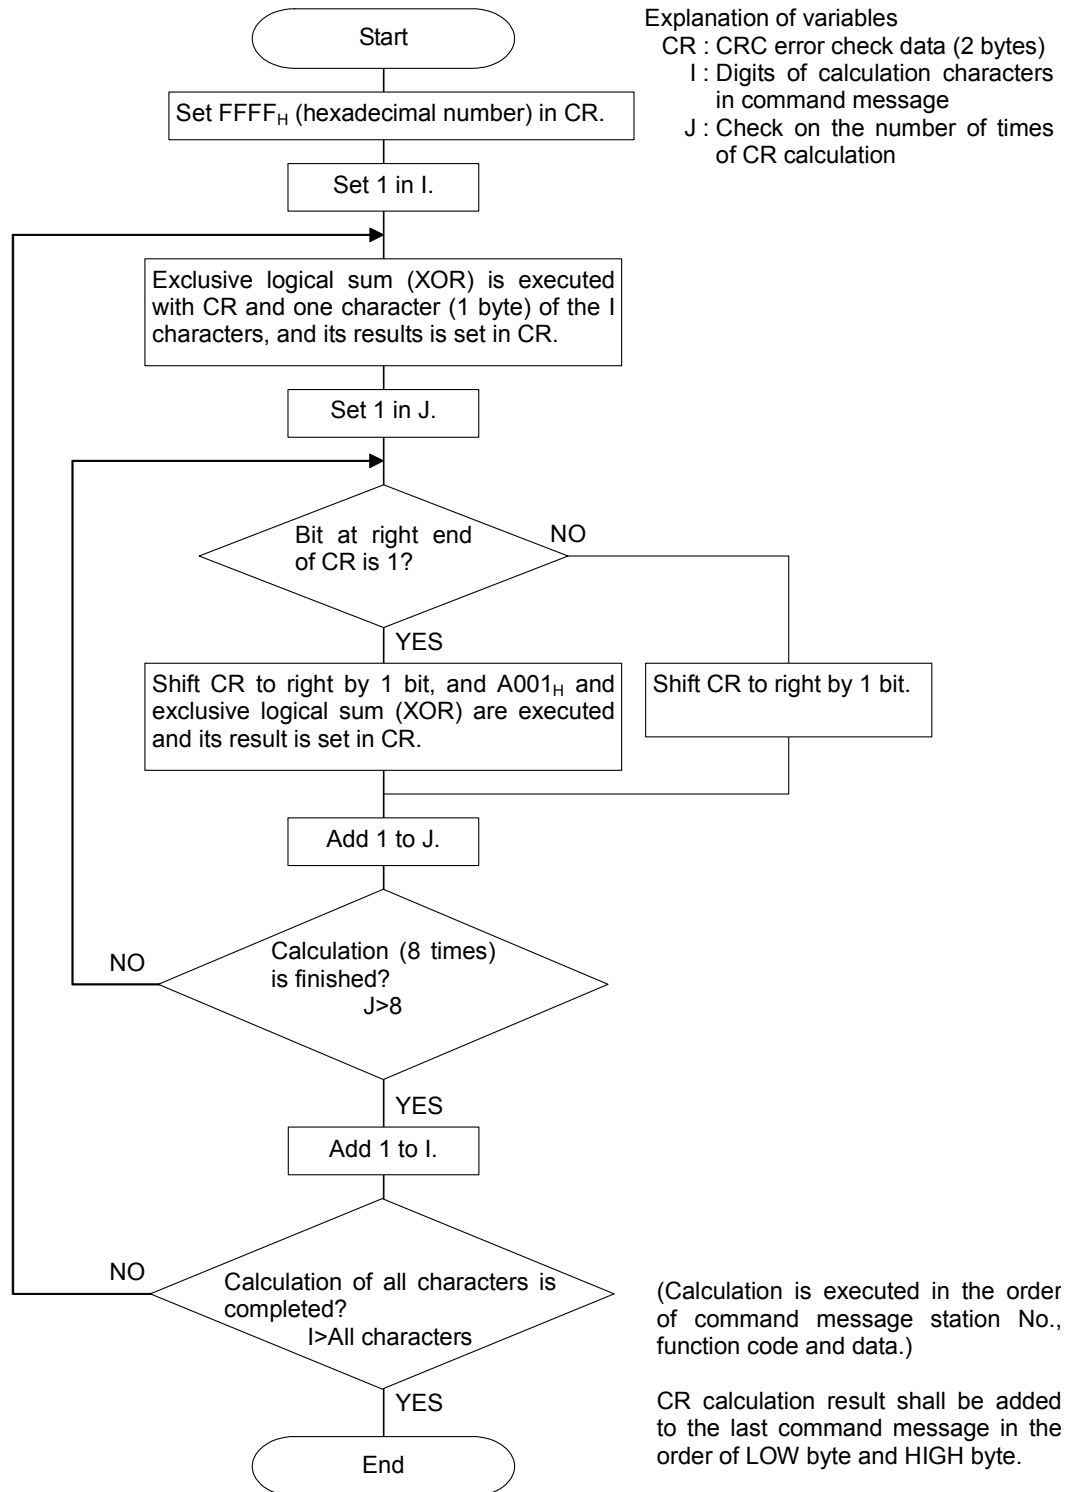 Start
Explanation of variables
CR : CRC error check data (2 bytes)
I : Digits of calculation characters
in command message
J : Check on the number of times
of CR calculation
Set FFFFH (hexadecimal number) in CR.
Set 1 in I.
Exclusive logical sum (XOR) is executed
with CR and one character (1 byte) of the I
characters, and its results is set in CR.
Set 1 in J.
Bit at right end
of CR is 1?
NO
YES
Shift CR to right by 1 bit, and A001H and
exclusive logical sum (XOR) are executed
and its result is set in CR.
Shift CR to right by 1 bit.
Add 1 to J.
Calculation (8 times)
is finished?
J>8
NO
YES
Add 1 to I.
Calculation of all characters is
completed?
I>All characters
NO
YES
(Calculation is executed in the order
of command message station No.,
function code and data.)
CR calculation result shall be added
to the last command message in the
order of LOW byte and HIGH byte.
End